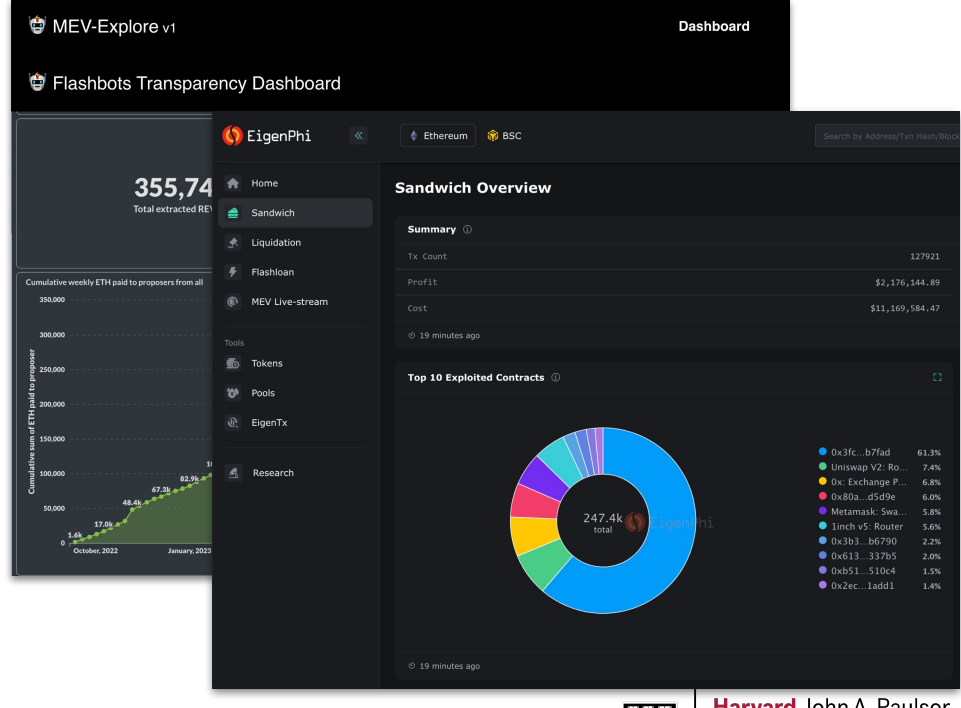 MEV-Explore v1
Dashboard
Flashbots Transparency Dashboard
355,74
Total extracted RE
Cumulative weekly ETH paid to proposers from all
Cumulative sum of ETH paid to proposer
350,000
300,000
250,000
200,000
150,000
100,000
50,000
0
1.6k
17.0k
48.4k
67.3k
82.9k
October, 2022
January, 2023
EigenPhi
Ethereum
BSC
Search by Address/Txn Hash/Block
Home
Sandwich
Liquidation
Flashloan
MEV Live-stream
Tools
Tokens
Pools
EigenTx
Research
Sandwich Overview
Summary
Tx Count 127921
Profit $2,176,144.89
Cost $11,169,584.47
19 minutes ago
Top 10 Exploited Contracts
247.4k
total
EigenPhi
0x3fc...b7fad 61.3%
Uniswap V2: Ro... 7.4%
0x: Exchange P... 6.8%
0x80a...d5d9e 6.0%
Metamask: Swa... 5.8%
1inch v5: Router 5.6%
0x3b3...b6790 2.2%
0x613...337b5 2.0%
0xb51...510c4 1.5%
0x2ec...1add1 1.4%
19 minutes ago
Harvard John A. Paulson